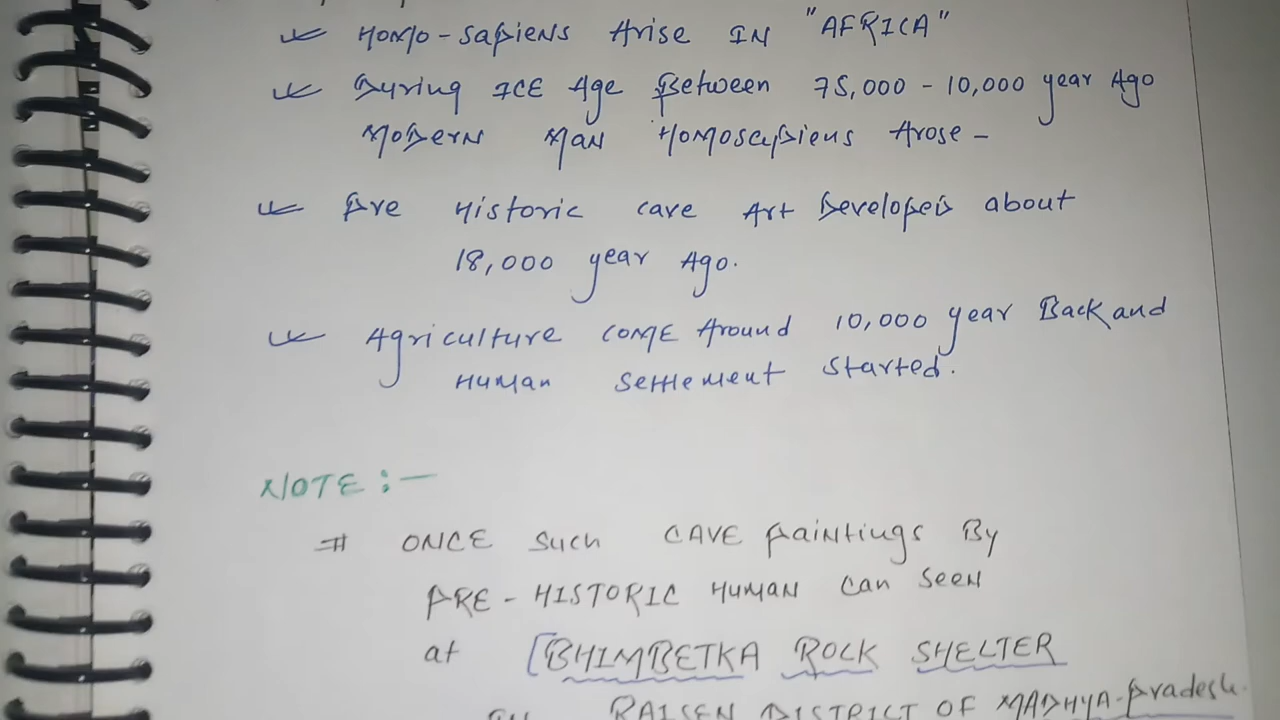 Homo-sapiens Arise IN "AFRICA"
During ICE Age Between 75,000 - 10,000 year Ago
Modern Man Homosapiens Arose -
Pre Historic cave Art Developed about
18,000 year Ago.
Agriculture come Around 10,000 year Back and
Human Settlement Started.
NOTE :-
⇒ ONCE Such CAVE Paintings By
PRE - HISTORIC HUMAN Can Seen
at [BHIMBETKA ROCK SHELTER
RAISEN DISTRICT OF MADHYA-Pradesh.